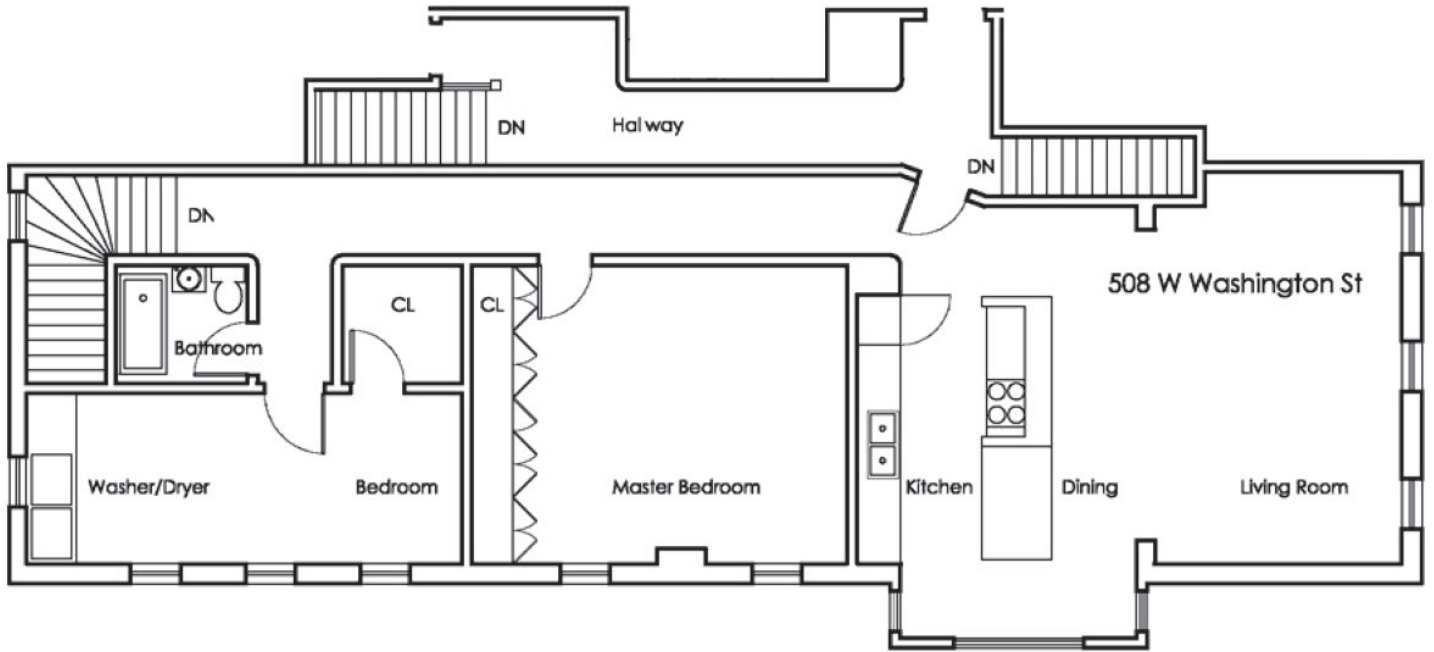 DN
Hal way
DN
DN
508 W Washington St
CL
CL
Bathroom
Washer/Dryer
Bedroom
Master Bedroom
Kitchen
Dining
Living Room